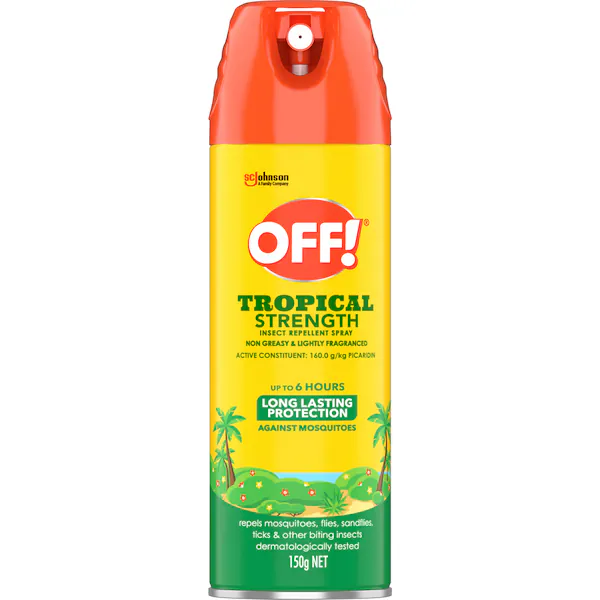 SC Johnson
A Family Company
OFF!®
TROPICAL
STRENGTH
INSECT REPELLENT SPRAY
NON GREASY & LIGHTLY FRAGRANCED
ACTIVE CONSTITUENT: 160.0 g/kg PICARIDIN
UP TO 6 HOURS
LONG LASTING
PROTECTION
AGAINST MOSQUITOES
repels mosquitoes, flies, sandflies,
ticks & other biting insects
dermatologically tested
150g NET